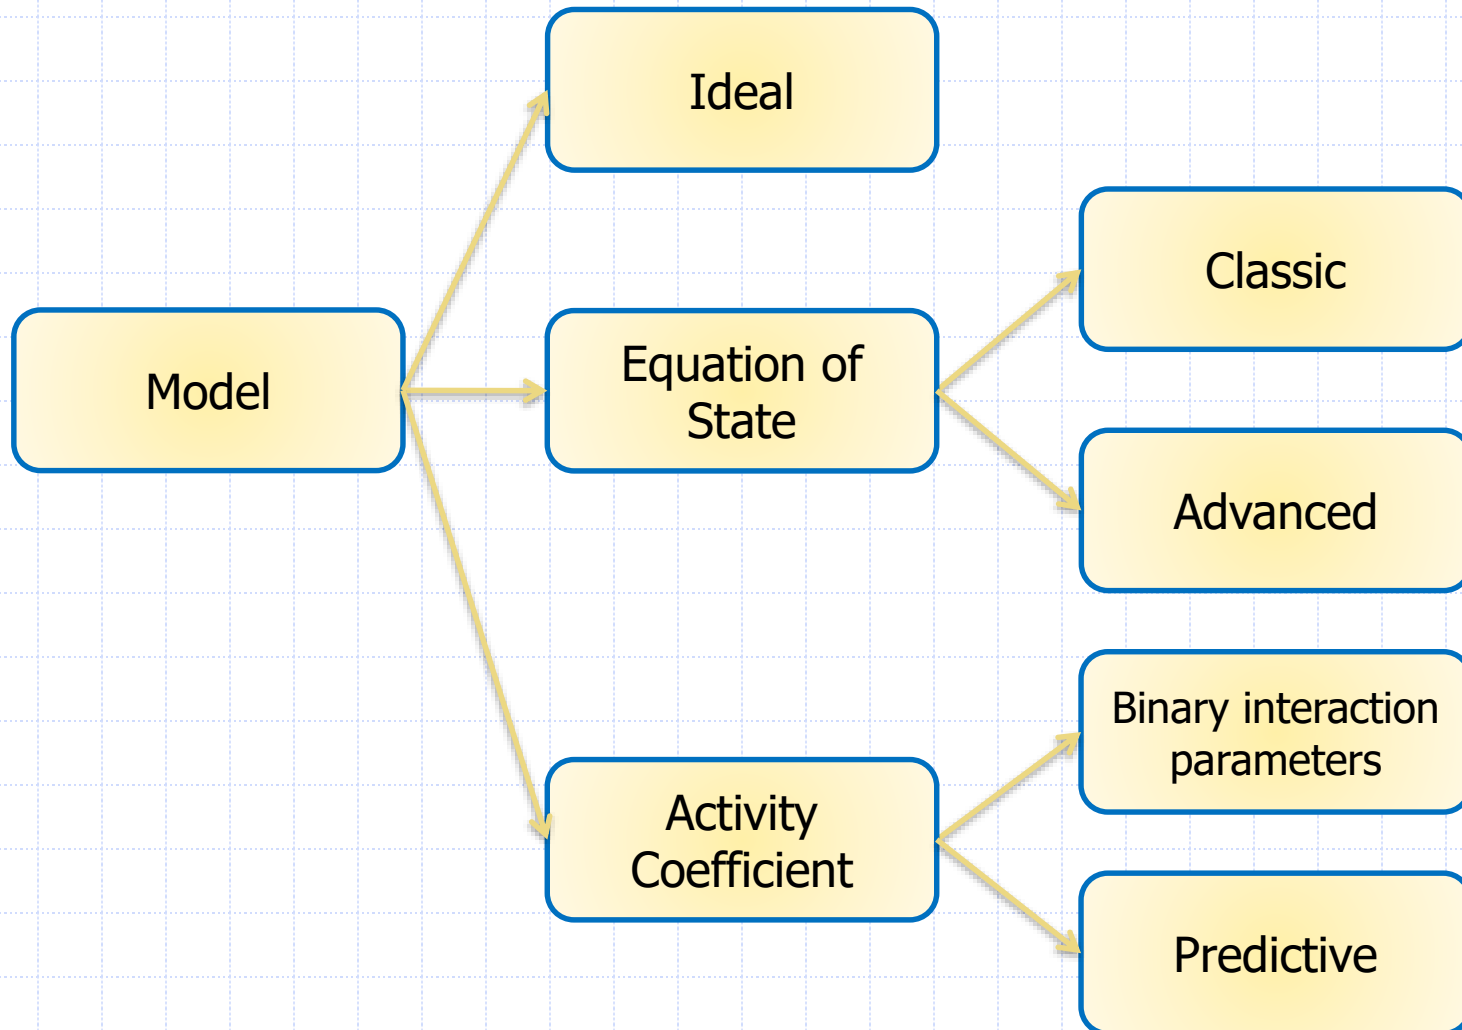 Ideal
Classic
Model
Equation of
State
Advanced
Binary interaction
parameters
Activity
Coefficient
Predictive